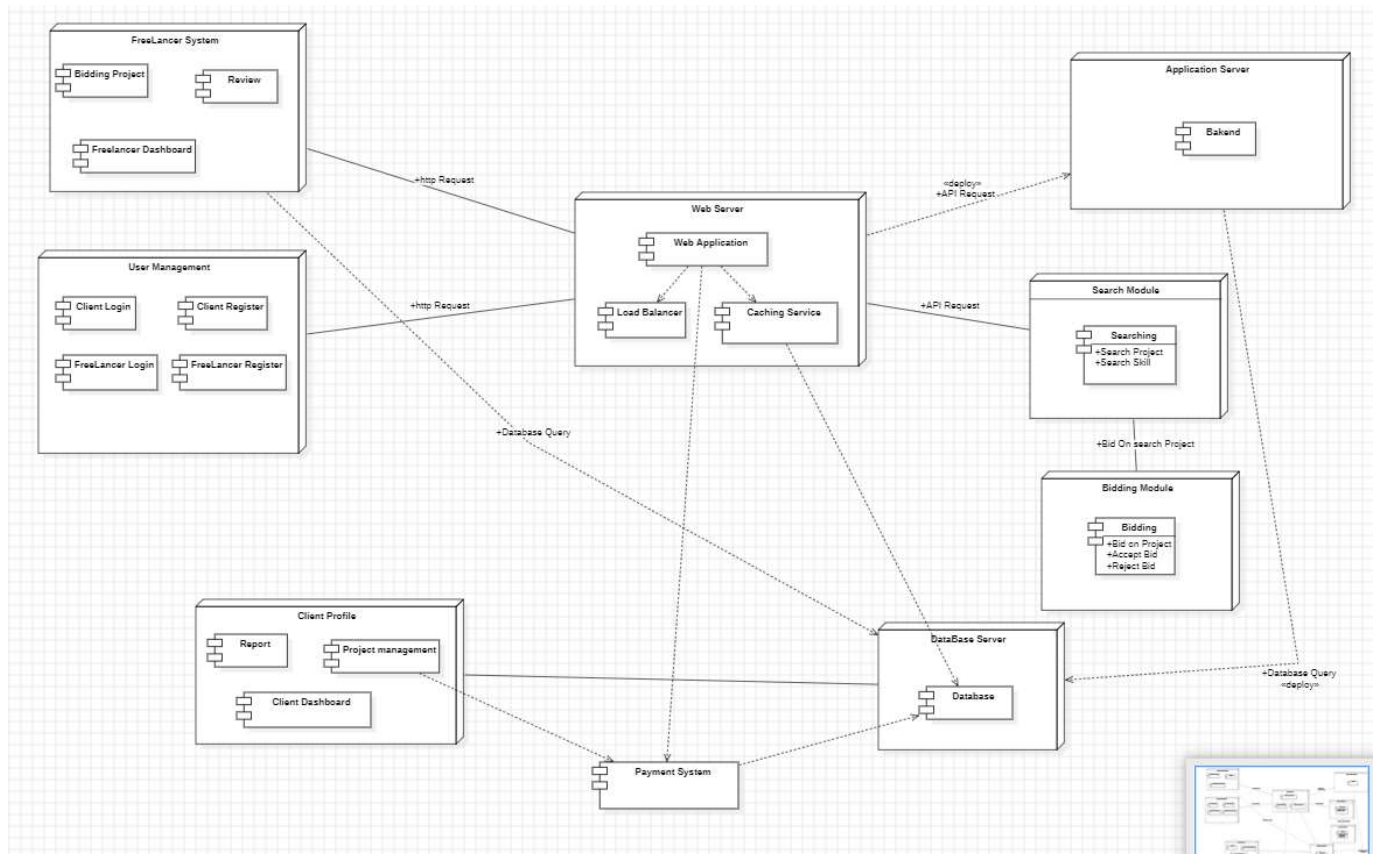 FreeLancer System
Bidding Project
Review
Freelancer Dashboard
Application Server
Bakend
+http Request
«deploy»
+API Request
Web Server
Web Application
Load Balancer
Caching Service
User Management
Client Login
Client Register
FreeLancer Login
FreeLancer Register
+http Request
+API Request
Search Module
Searching
+Search Project
+Search Skill
+Database Query
+Bid On search Project
Bidding Module
Bidding
+Bid on Project
+Accept Bid
+Reject Bid
Client Profile
Report
Project management
Client Dashboard
DataBase Server
Database
+Database Query
«deploy»
Payment System